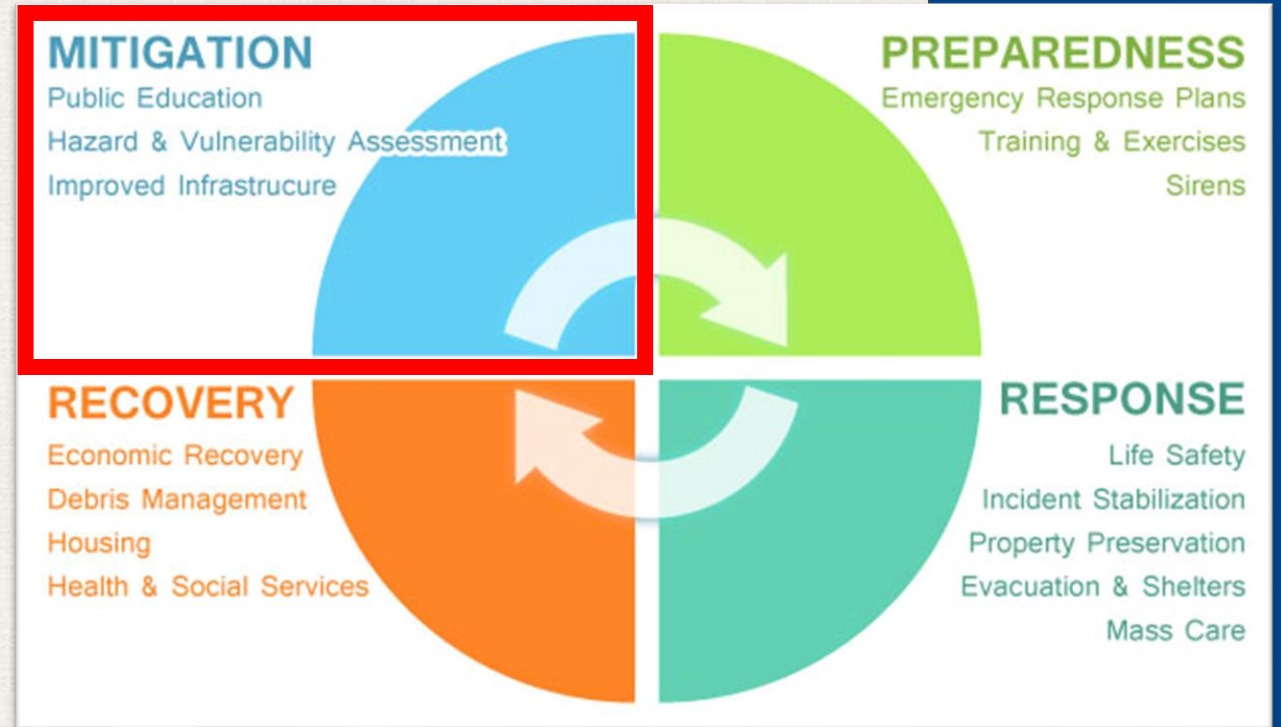 MITIGATION
Public Education
Hazard & Vulnerability Assessment
Improved Infrastrucure
PREPAREDNESS
Emergency Response Plans
Training & Exercises
Sirens
RECOVERY
Economic Recovery
Debris Management
Housing
Health & Social Services
RESPONSE
Life Safety
Incident Stabilization
Property Preservation
Evacuation & Shelters
Mass Care